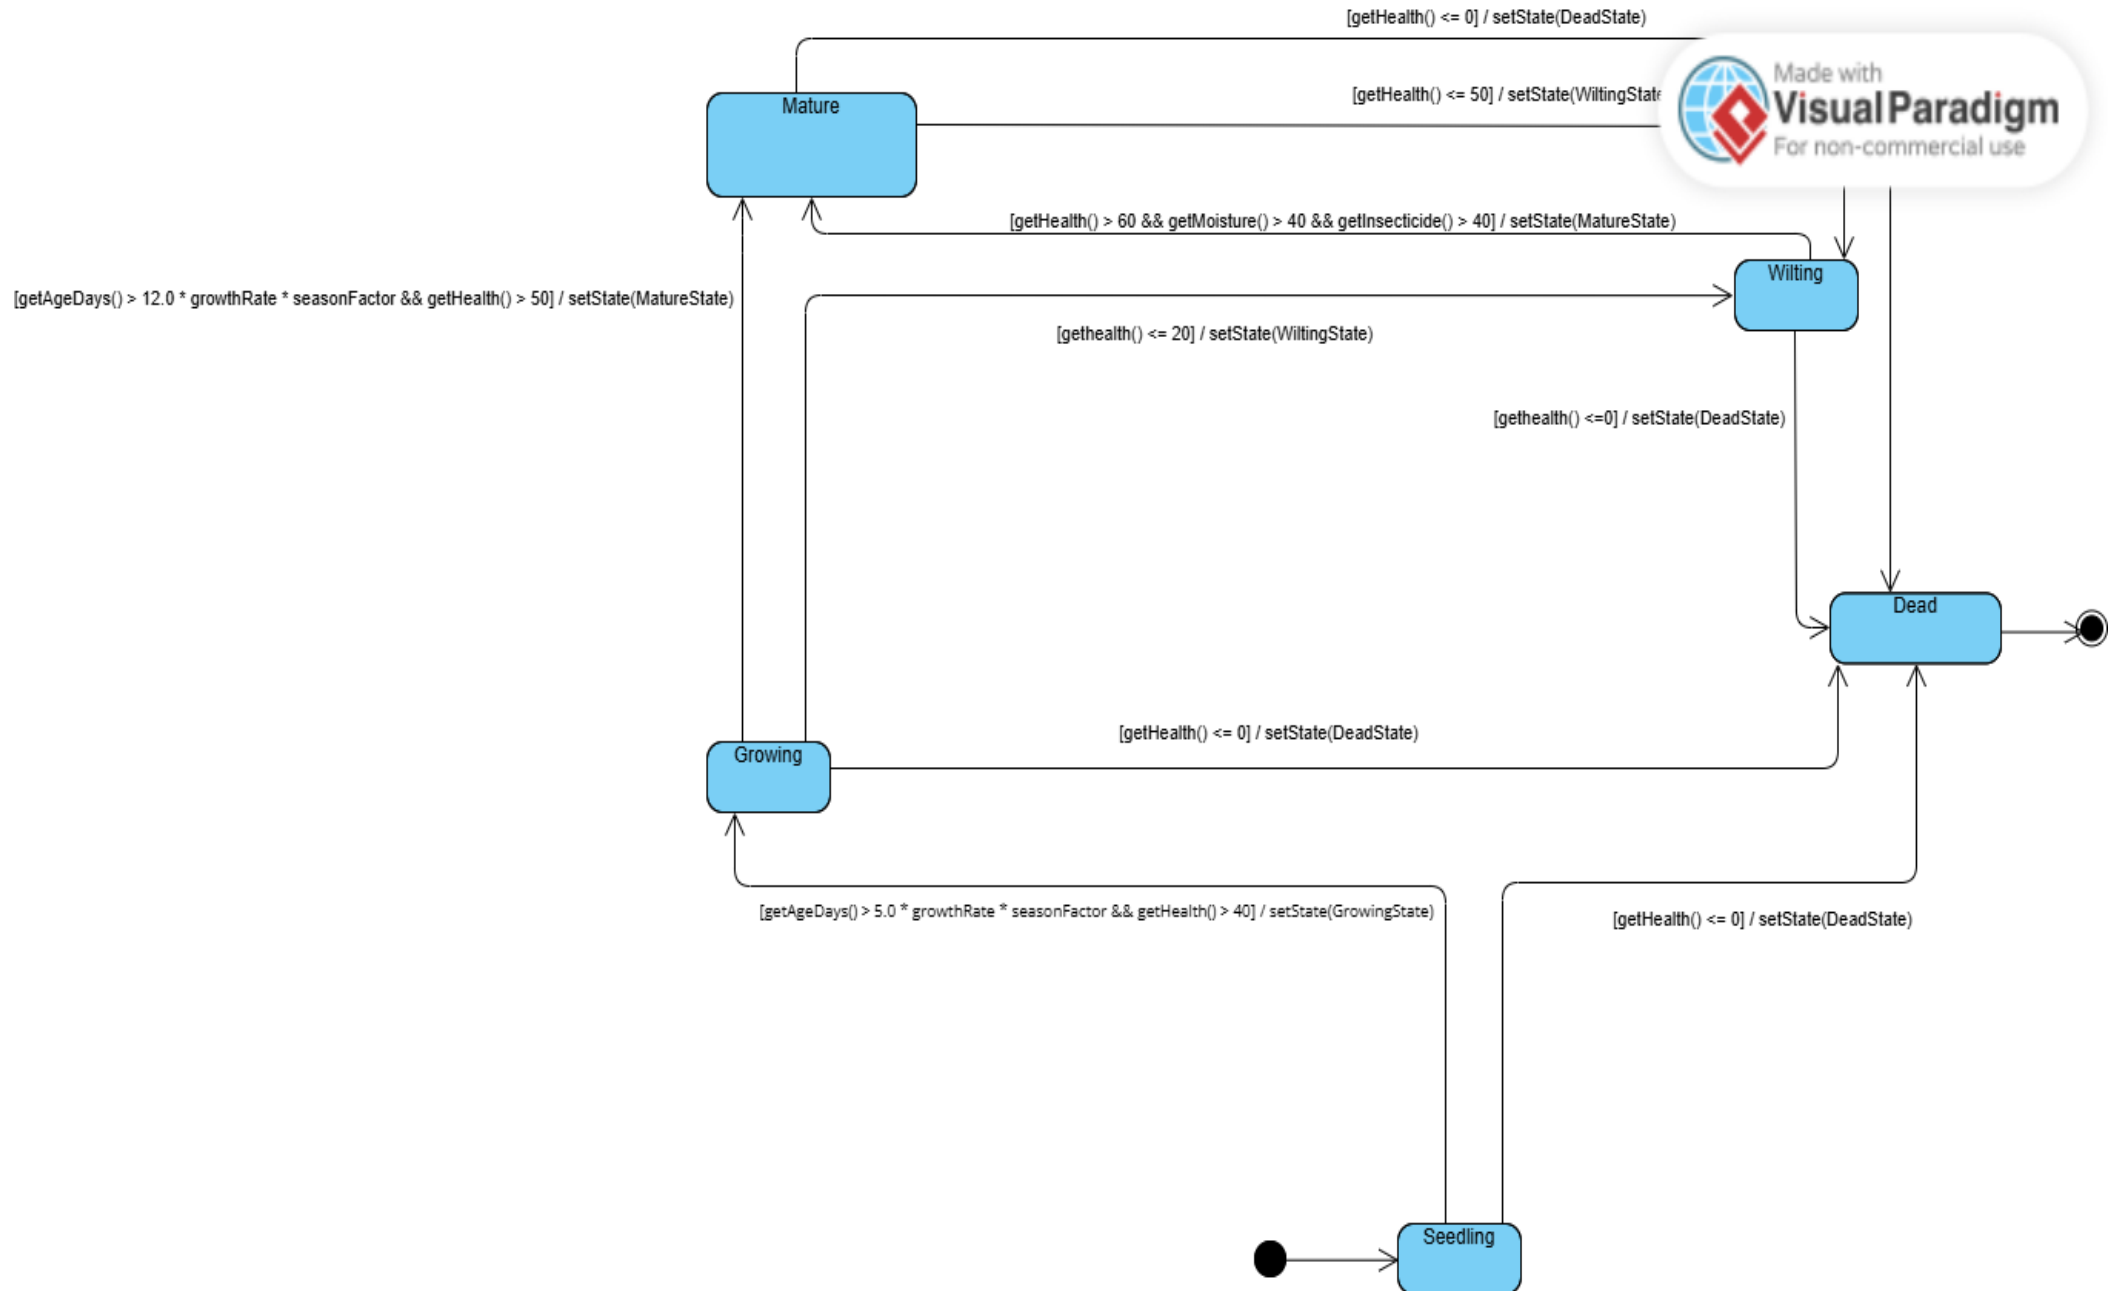 [getHealth() <= 0] / setState(DeadState)
Made with
Visual Paradigm
For non-commercial use
[getHealth() <= 50] / setState(WiltingState
Mature
[getHealth() > 60 && getMoisture() > 40 && getInsecticide() > 40] / setState(MatureState)
Wilting
[getAgeDays() > 12.0 * growthRate * seasonFactor && getHealth() > 50] / setState(MatureState)
[gethealth() <= 20] / setState(WiltingState)
[gethealth() <=0] / setState(DeadState)
Dead
[getHealth() <= 0] / setState(DeadState)
Growing
[getAgeDays() > 5.0 * growthRate * seasonFactor && getHealth() > 40] / setState(GrowingState)
[getHealth() <= 0] / setState(DeadState)
Seedling